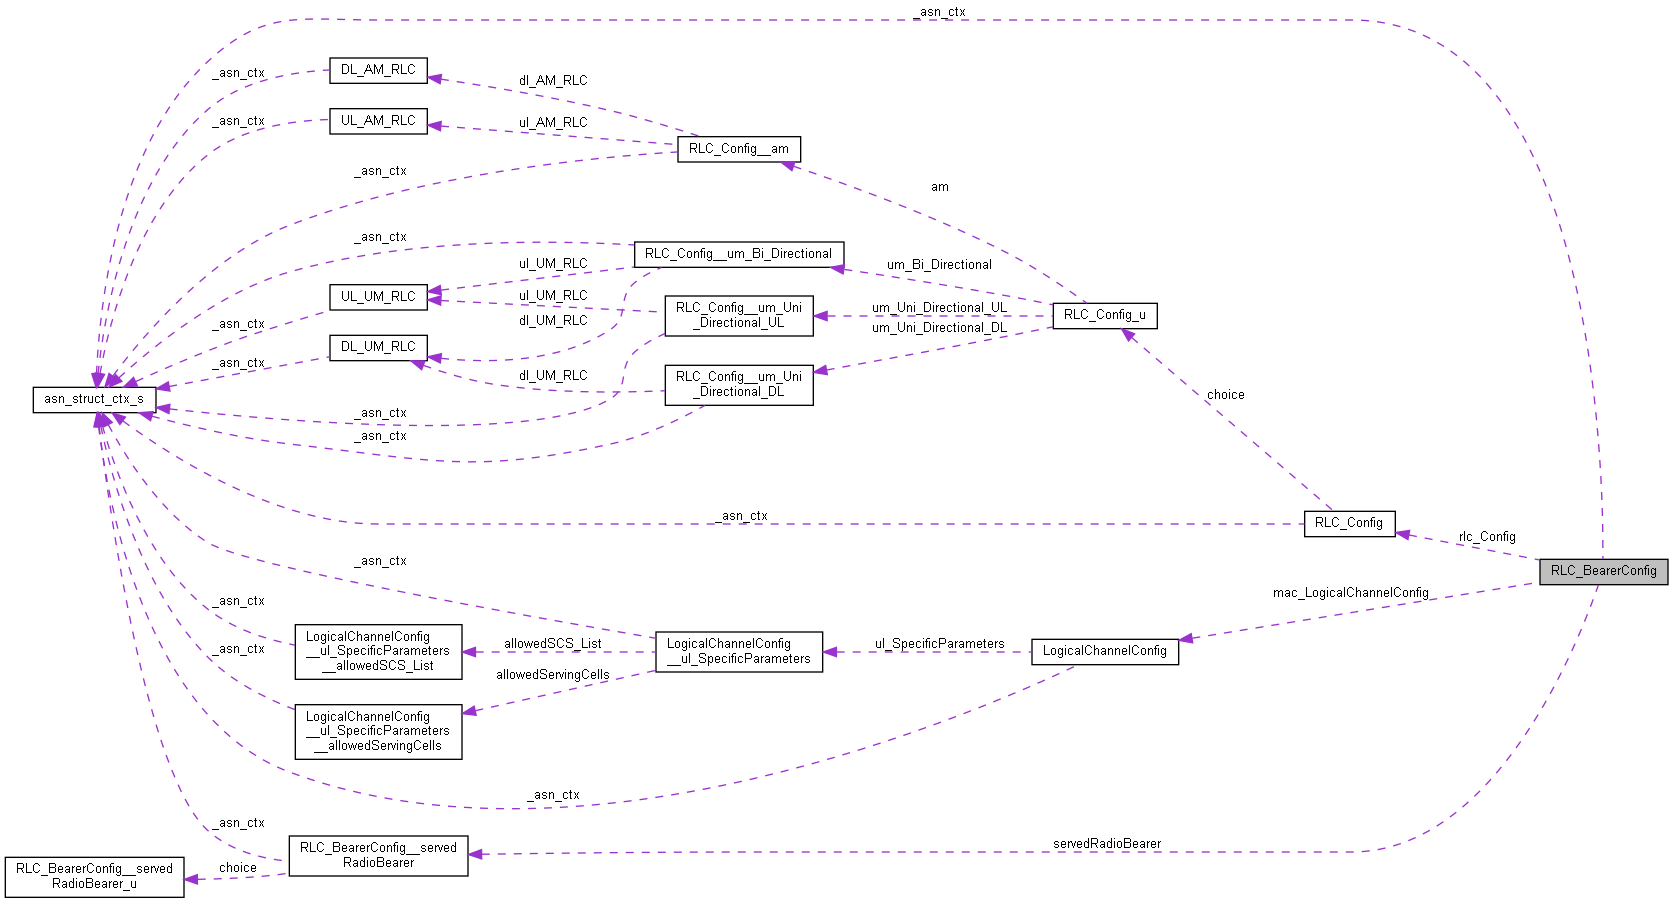 _asn_ctx
DL_AM_RLC
_asn_ctx
dl_AM_RLC
UL_AM_RLC
_asn_ctx
ul_AM_RLC
RLC_Config__am
_asn_ctx
am
_asn_ctx
RLC_Config__um_Bi_Directional
ul_UM_RLC
um_Bi_Directional
UL_UM_RLC
ul_UM_RLC
RLC_Config__um_Uni
_Directional_UL
um_Uni_Directional_UL
RLC_Config_u
_asn_ctx
dl_UM_RLC
um_Uni_Directional_DL
DL_UM_RLC
_asn_ctx
dl_UM_RLC
RLC_Config__um_Uni
_Directional_DL
asn_struct_ctx_s
choice
_asn_ctx
_asn_ctx
_asn_ctx
RLC_Config
rlc_Config
_asn_ctx
RLC_BearerConfig
mac_LogicalChannelConfig
_asn_ctx
LogicalChannelConfig
__ul_SpecificParameters
__allowedSCS_List
allowedSCS_List
LogicalChannelConfig
__ul_SpecificParameters
ul_SpecificParameters
LogicalChannelConfig
_asn_ctx
allowedServingCells
LogicalChannelConfig
__ul_SpecificParameters
__allowedServingCells
_asn_ctx
_asn_ctx
RLC_BearerConfig__served
RadioBearer
servedRadioBearer
choice
RLC_BearerConfig__served
RadioBearer_u